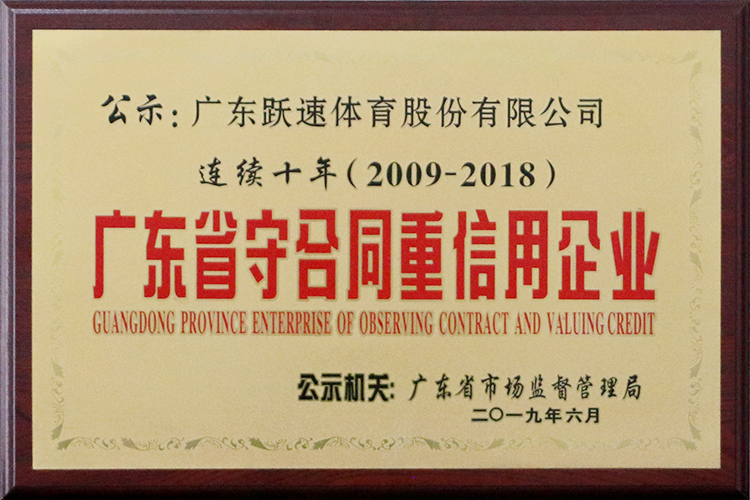 公示：广东跃速体育股份有限公司
连续十年（2009-2018）
广东省守合同重信用企业
GUANGDONG PROVINCE ENTERPRISE OF OBSERVING CONTRACT AND VALUING CREDIT
公示机关：广东省市场监督管理局
二〇一九年六月